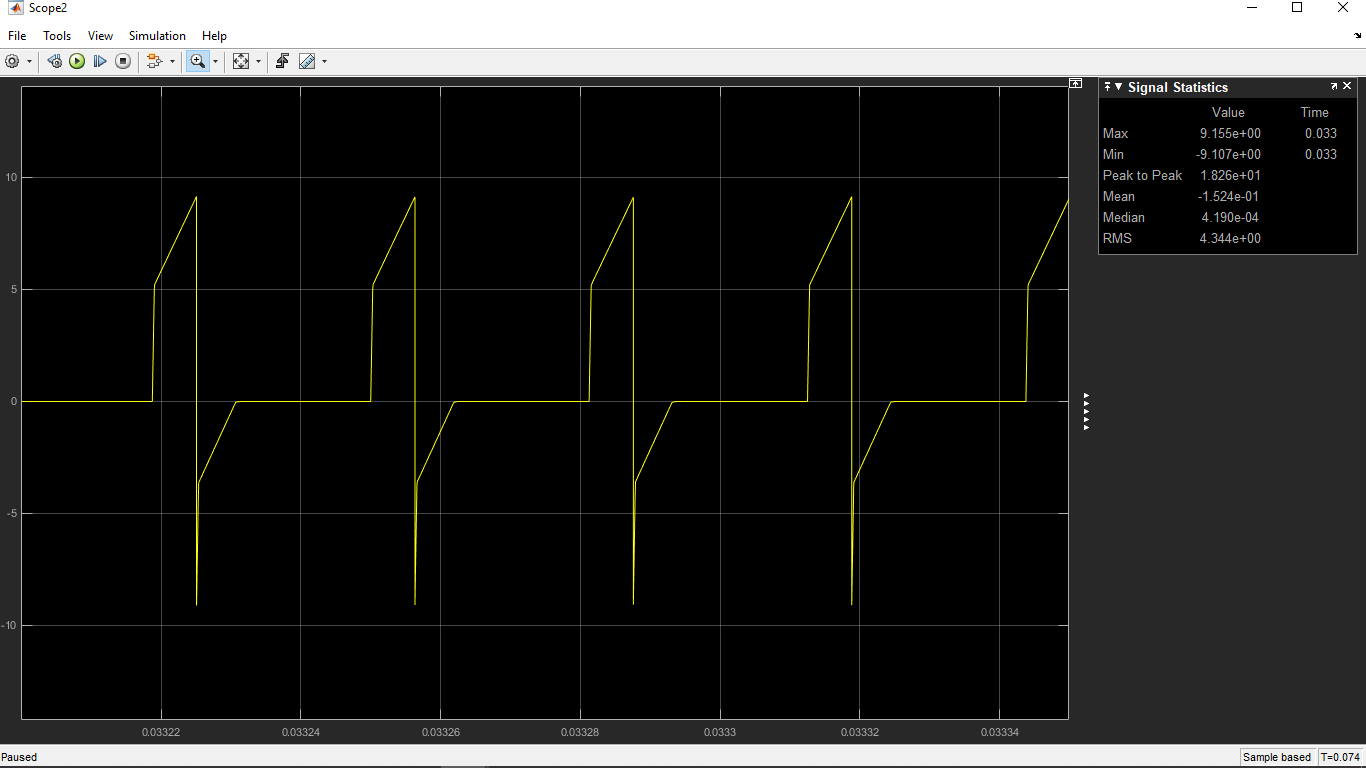 Scope2
File Tools View Simulation Help
Signal Statistics
Value Time
Max 9.155e+00 0.033
Min -9.107e+00 0.033
Peak to Peak 1.826e+01
Mean -1.524e-01
Median 4.190e-04
RMS 4.344e+00
10
5
0
-5
-10
0.03322 0.03324 0.03326 0.03328 0.0333 0.03332 0.03334
Paused
Sample based T=0.074